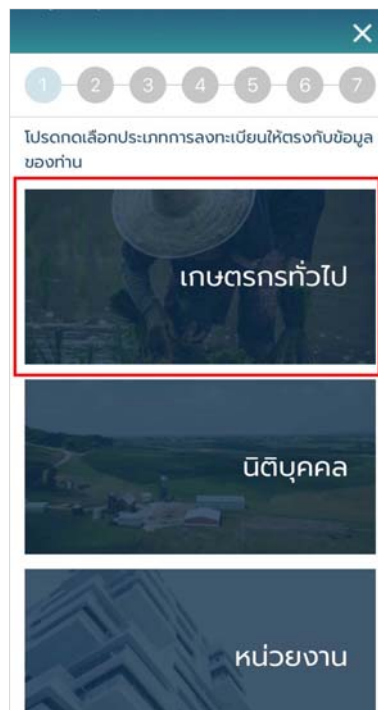 1 2 3 4 5 6 7
โปรดกดเลือกประเภทการลงทะเบียนให้ตรงกับข้อมูล
ของท่าน
เกษตรกรทั่วไป
นิติบุคคล
หน่วยงาน